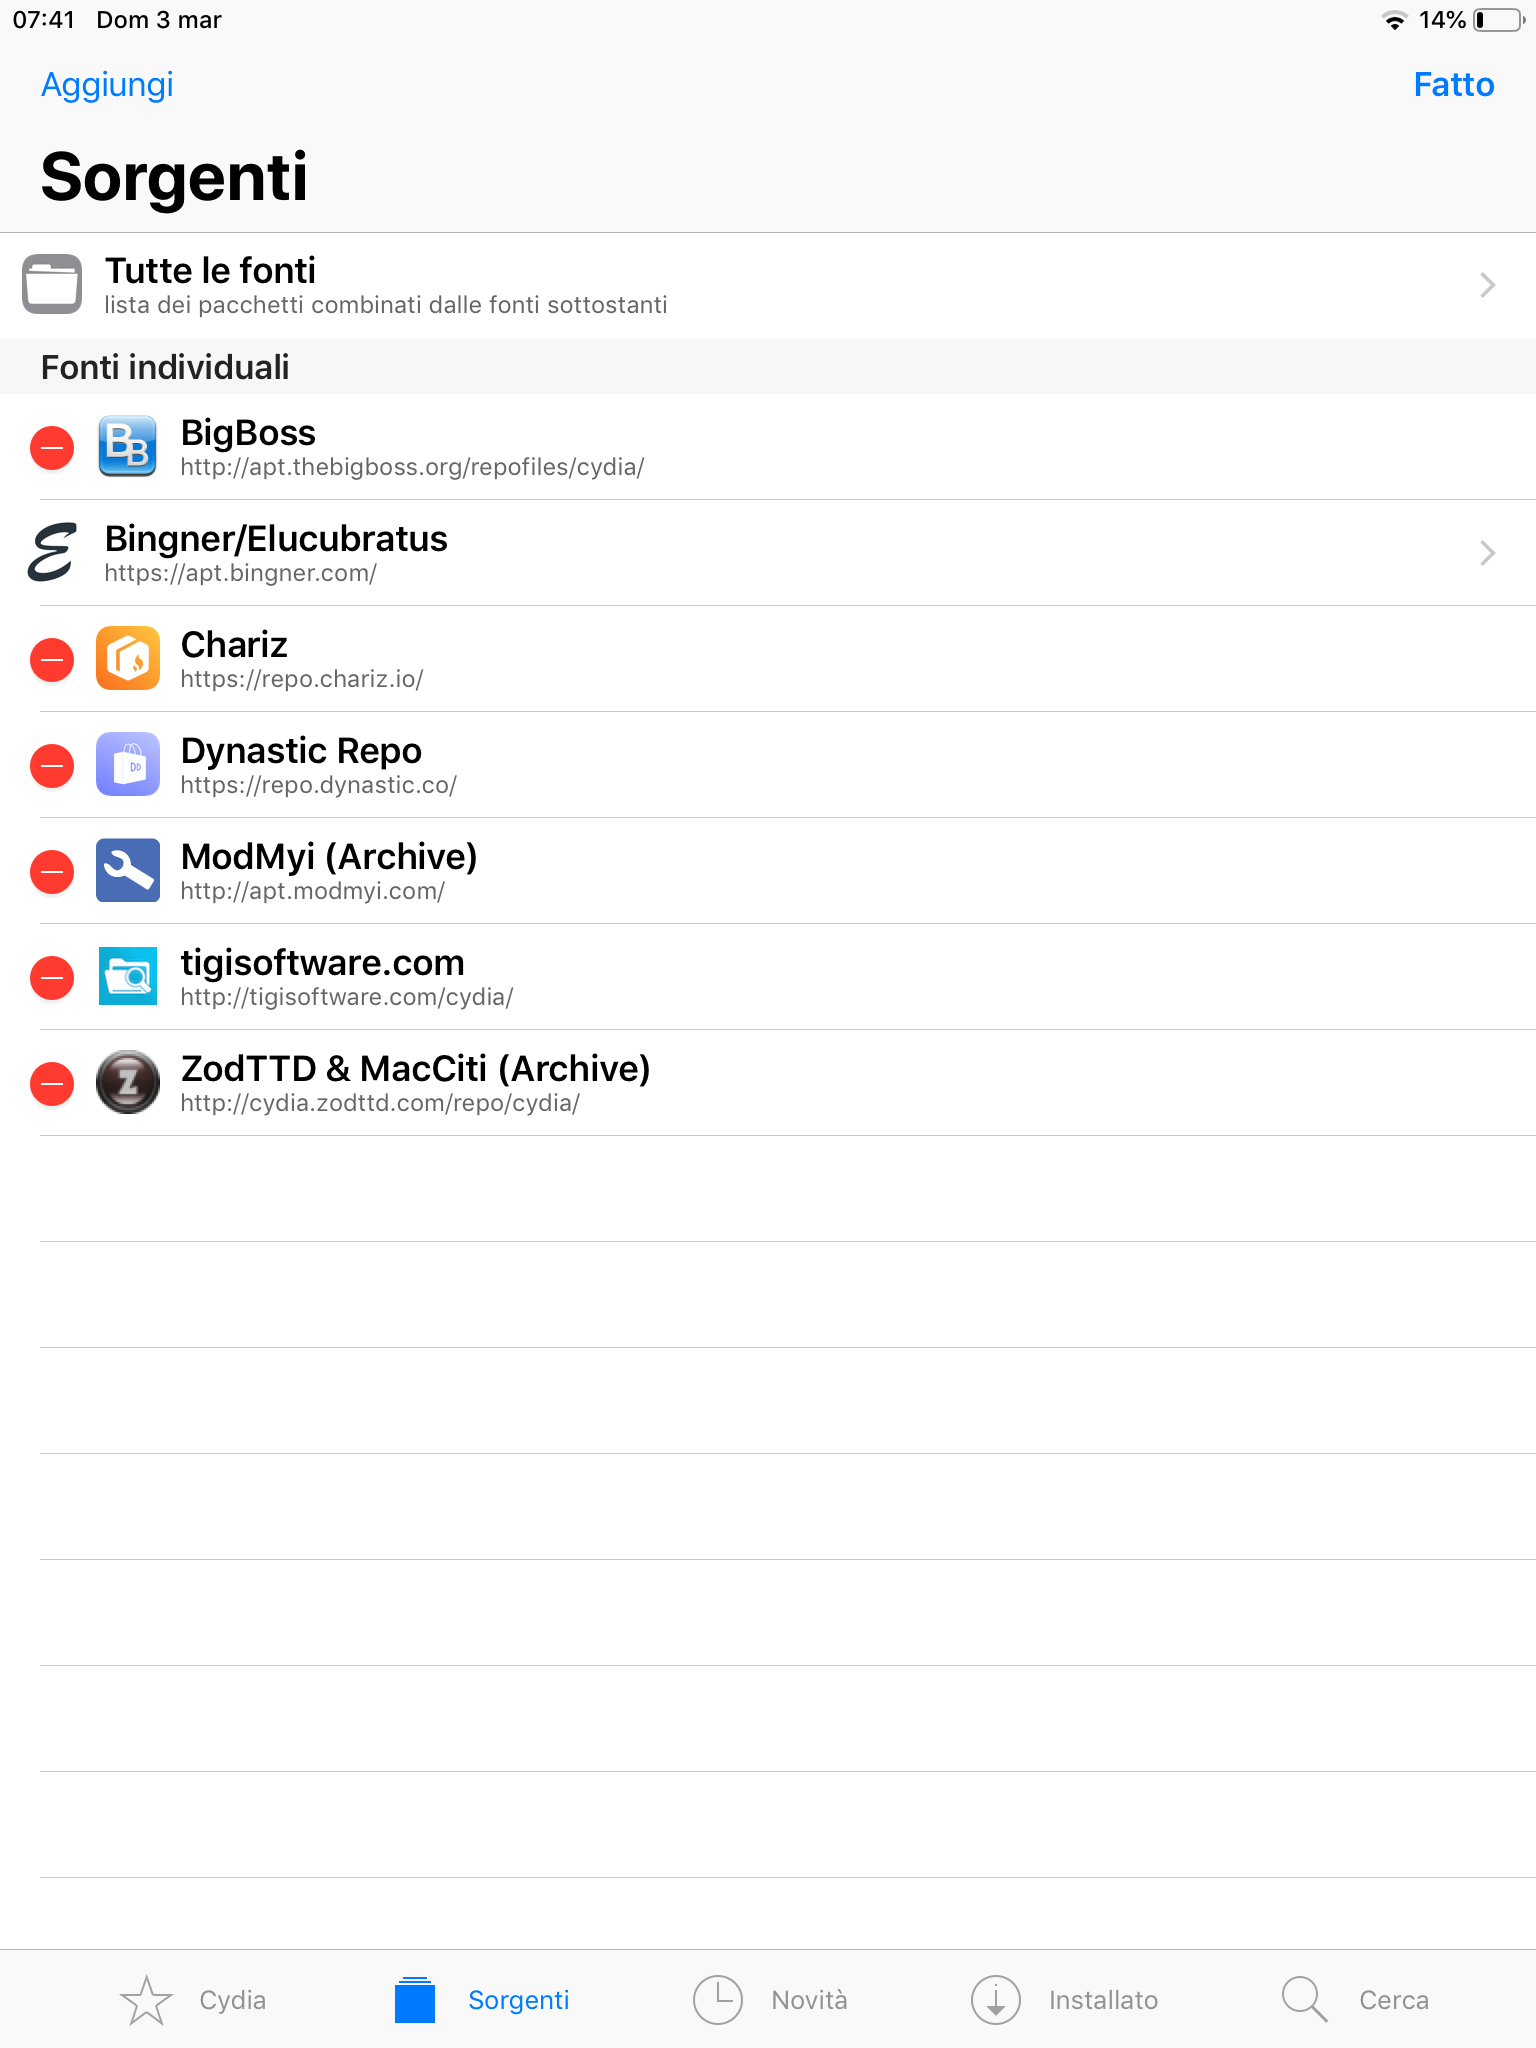 07:41 Dom 3 mar 14%
Aggiungi Fatto
Sorgenti
Tutte le fonti
lista dei pacchetti combinati dalle fonti sottostanti
Fonti individuali
BB
BigBoss
http://apt.thebigboss.org/repofiles/cydia/
Bingner/Elucubratus
https://apt.bingner.com/
Chariz
https://repo.chariz.io/
DD
Dynastic Repo
https://repo.dynastic.co/
ModMyi (Archive)
http://apt.modmyi.com/
tigisoftware.com
http://tigisoftware.com/cydia/
Z
ZodTTD & MacCiti (Archive)
http://cydia.zodttd.com/repo/cydia/
Cydia Sorgenti Novità Installato Cerca